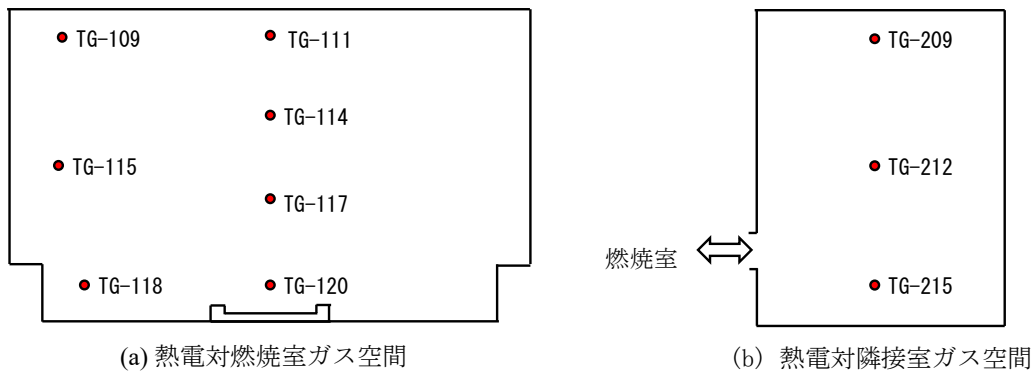 TG-109
TG-111
TG-114
TG-115
TG-117
TG-118
TG-120
(a) 熱電対燃焼室ガス空間
TG-209
TG-212
燃焼室
TG-215
(b) 熱電対隣接室ガス空間